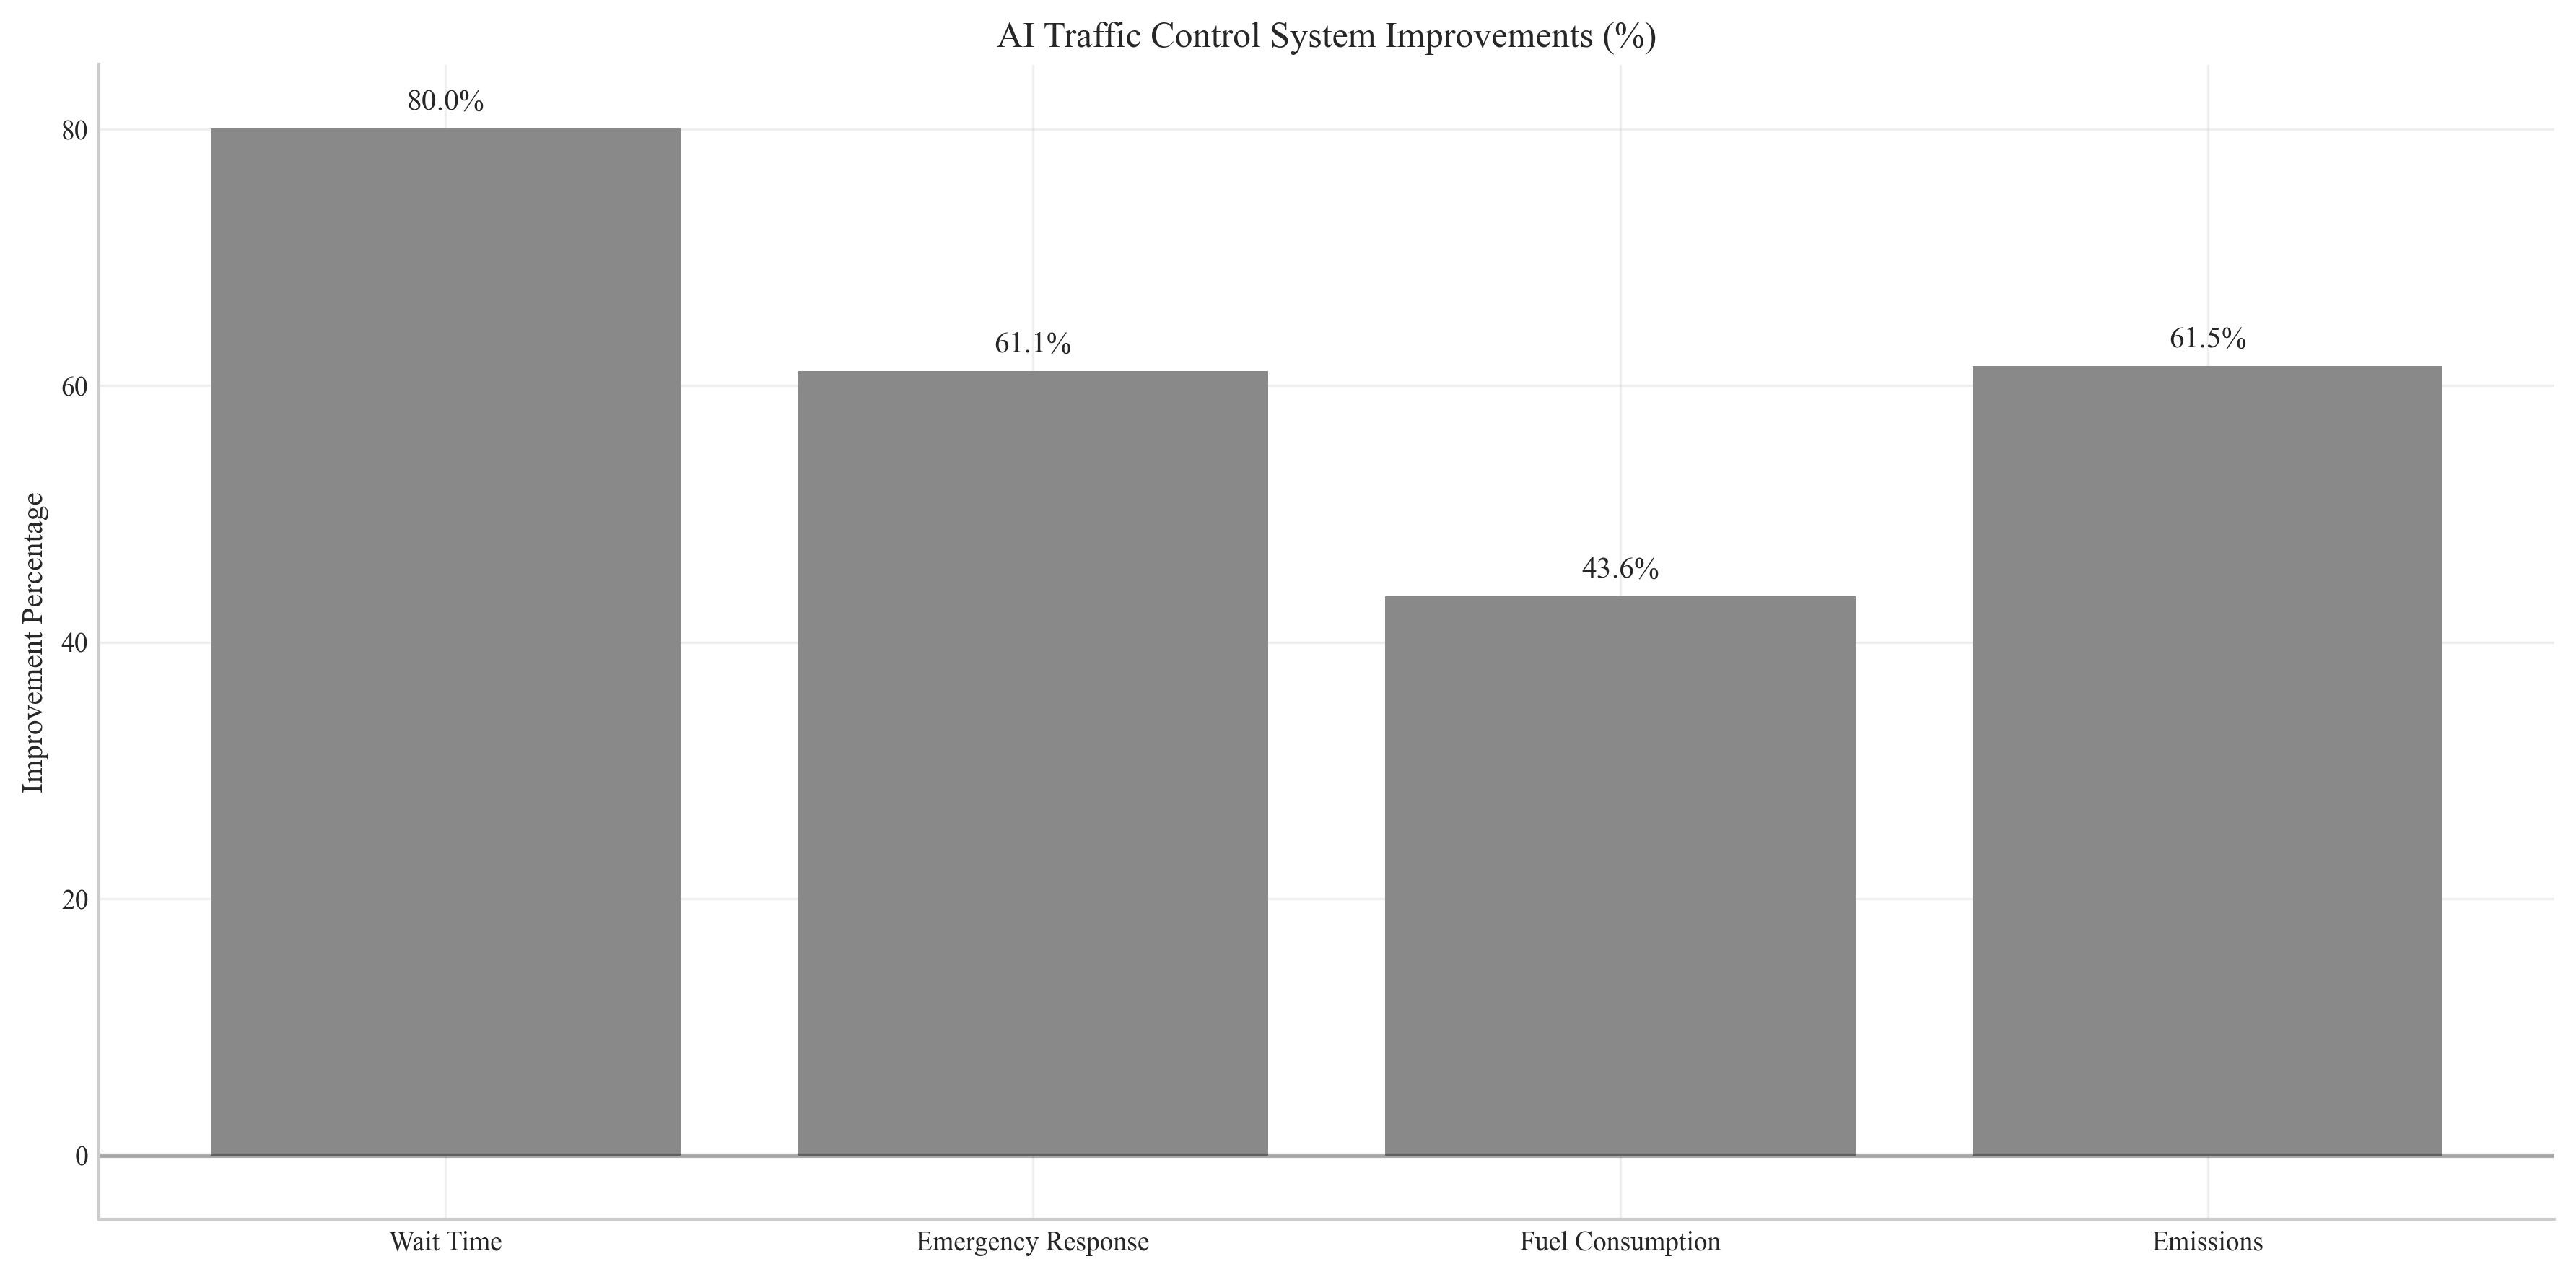 AI Traffic Control System Improvements (%)
80.0%
61.1%
43.6%
61.5%
Improvement Percentage
80
60
40
20
0
Wait Time
Emergency Response
Fuel Consumption
Emissions